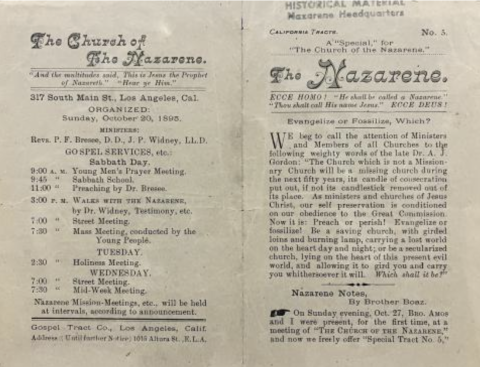 The Church of
The Nazarene.
"And the multitudes said, This is Jesus the Prophet
of Nazareth." "Hear ye Him."
317 South Main St., Los Angeles, Cal.
ORGANIZED:
Sunday, October 20, 1895.
MINISTERS:
Revs. P. F. Bresee, D. D., J. P. Widney, LL.D.
GOSPEL SERVICES, etc.:
Sabbath Day.
9:00 A. M. Young Men's Prayer Meeting.
9:45 " Sabbath School.
11:00 " Preaching by Dr. Bresee.
3:00 P. M. WALKS WITH THE NAZARENE,
by Dr. Widney, Testimony, etc.
7:00 " Street Meeting.
7:30 " Mass Meeting, conducted by the
Young People.
TUESDAY.
2:30 " Holiness Meeting.
WEDNESDAY.
7:00 " Street Meeting.
7:30 " Mid-Week Meeting.
Nazarene Mission-Meetings, etc., will be held
at intervals, according to announcement.
Gospel Tract Co., Los Angeles, Calif.
Address: Until further Notice: 1035 Altura St., E.L.A.
HISTORICAL MATERIAL
Nazarene Headquarters
CALIFORNIA TRACTS. No. 5.
A "Special," for
"The Church of the Nazarene."
The Nazarene.
ECCE HOMO! "He shall be called a Nazarene."
"Thou shalt call His name Jesus." ECCE DEUS!
Evangelize or Fossilize, Which?
WE beg to call the attention of Ministers
and Members of all Churches to the
following weighty words of the late Dr. A. J.
Gordon: "The Church which is not a Mission-
ary Church will be a missing church during
the next fifty years, its candle of consecration
put out, if not its candlestick removed out of
its place. As ministers and churches of Jesus
Christ, our self preservation is conditioned
on our obedience to the Great Commission.
Now it is: Preach or perish! Evangelize or
fossilize! Be a saving church, with girded
loins and burning lamp, carrying a lost world
on the heart day and night; or be a secularized
church, lying on the heart of this present evil
world, and allowing it to gird you and carry
you whithersoever it will. Which shall it be?"
Nazarene Notes,
By Brother Boaz.
☛ On Sunday evening, Oct. 27, BRO. AMOS
and I were present, for the first time, at a
meeting of "THE CHURCH OF THE NAZARENE,"
and now we freely offer "Special Tract No. 5,"